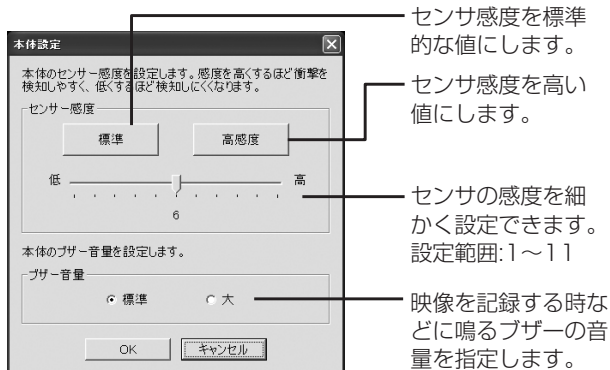 本体設定
本体のセンサー感度を設定します。感度を高くするほど衝撃を
検知しやすく、低くするほど検知しにくくなります。
センサー感度
標準
高感度
低
高
6
本体のブザー音量を設定します。
ブザー音量
標準
大
OK
キャンセル
センサ感度を標準
的な値にします。
センサ感度を高い
値にします。
センサの感度を細
かく設定できます。
設定範囲:1～11
映像を記録する時な
どに鳴るブザーの音
量を指定します。